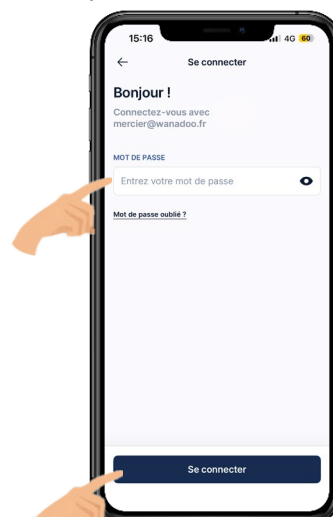 15:16
4G 60
Se connecter
Bonjour !
Connectez-vous avec
mercier@wanadoo.fr
MOT DE PASSE
Entrez votre mot de passe
Mot de passe oublié ?
Se connecter